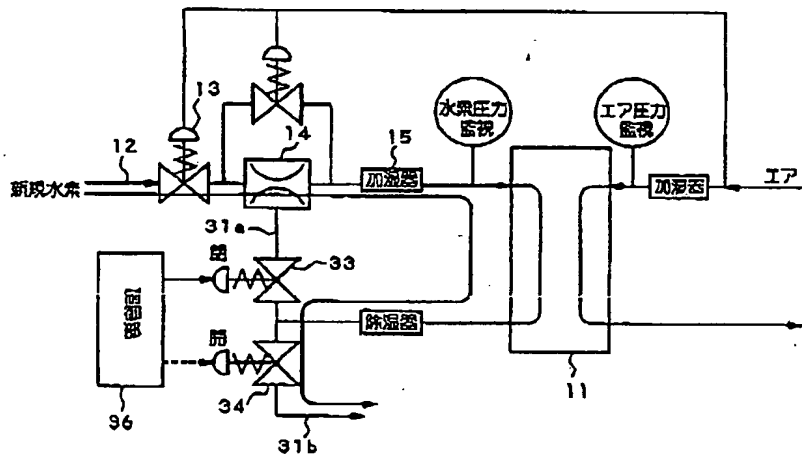 13
水素圧力
監視
エア圧力
監視
12
14
15
新規水素
加湿器
加湿器
エア
31a
閉
33
制御部
除湿器
開
36
34
11
31b